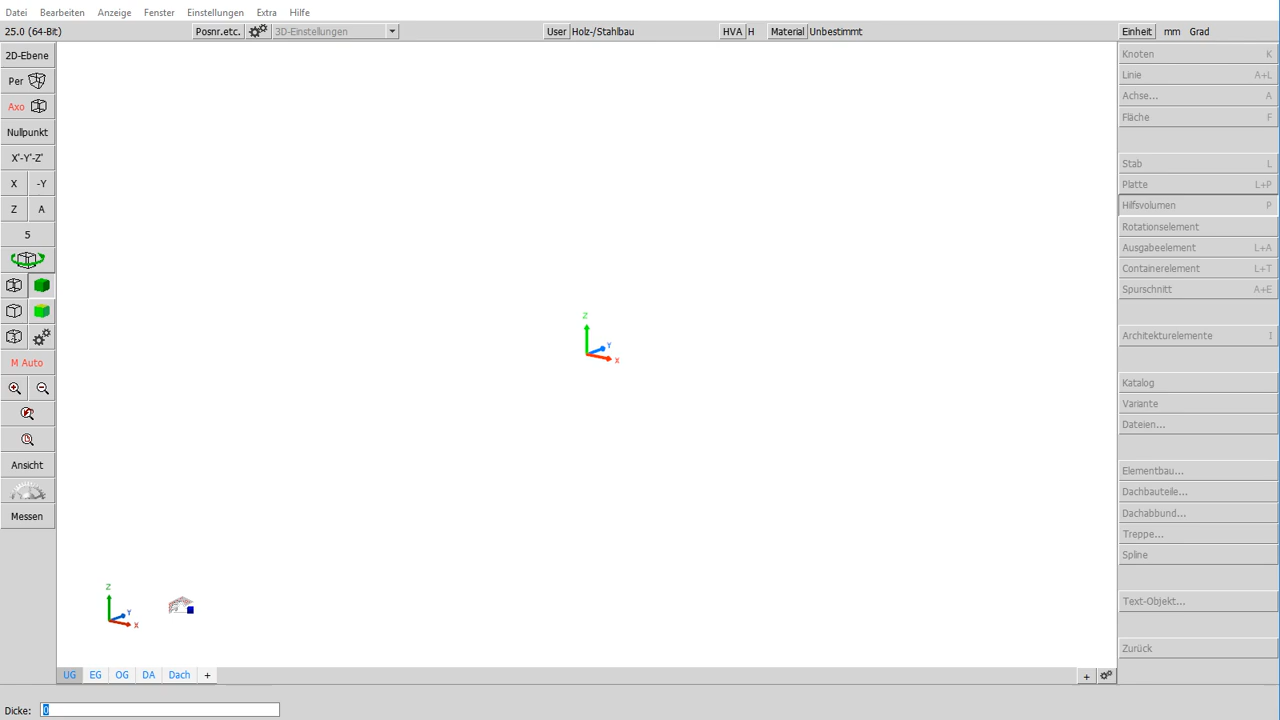 Datei Bearbeiten Anzeige Fenster Einstellungen Extra Hilfe
25.0 (64-Bit) Posnr.etc. 3D-Einstellungen User Holz-/Stahlbau HVA H Material Unbestimmt Einheit mm Grad
2D-Ebene
Per
Axo
Nullpunkt
X'-Y'-Z'
X -Y
Z A
5
M Auto
Ansicht
Messen
Z
Y
X
Z
Y
X
Knoten K
Linie A+L
Achse... A
Fläche F
Stab L
Platte L+P
Hilfsvolumen P
Rotationselement
Ausgabeelement L+A
Containerelement L+T
Spurschnitt A+E
Architekturelemente I
Katalog
Variante
Dateien...
Elementbau...
Dachbauteile...
Dachabbund...
Treppe...
Spline
Text-Objekt...
Zurück
UG EG OG DA Dach + +
Dicke: 0